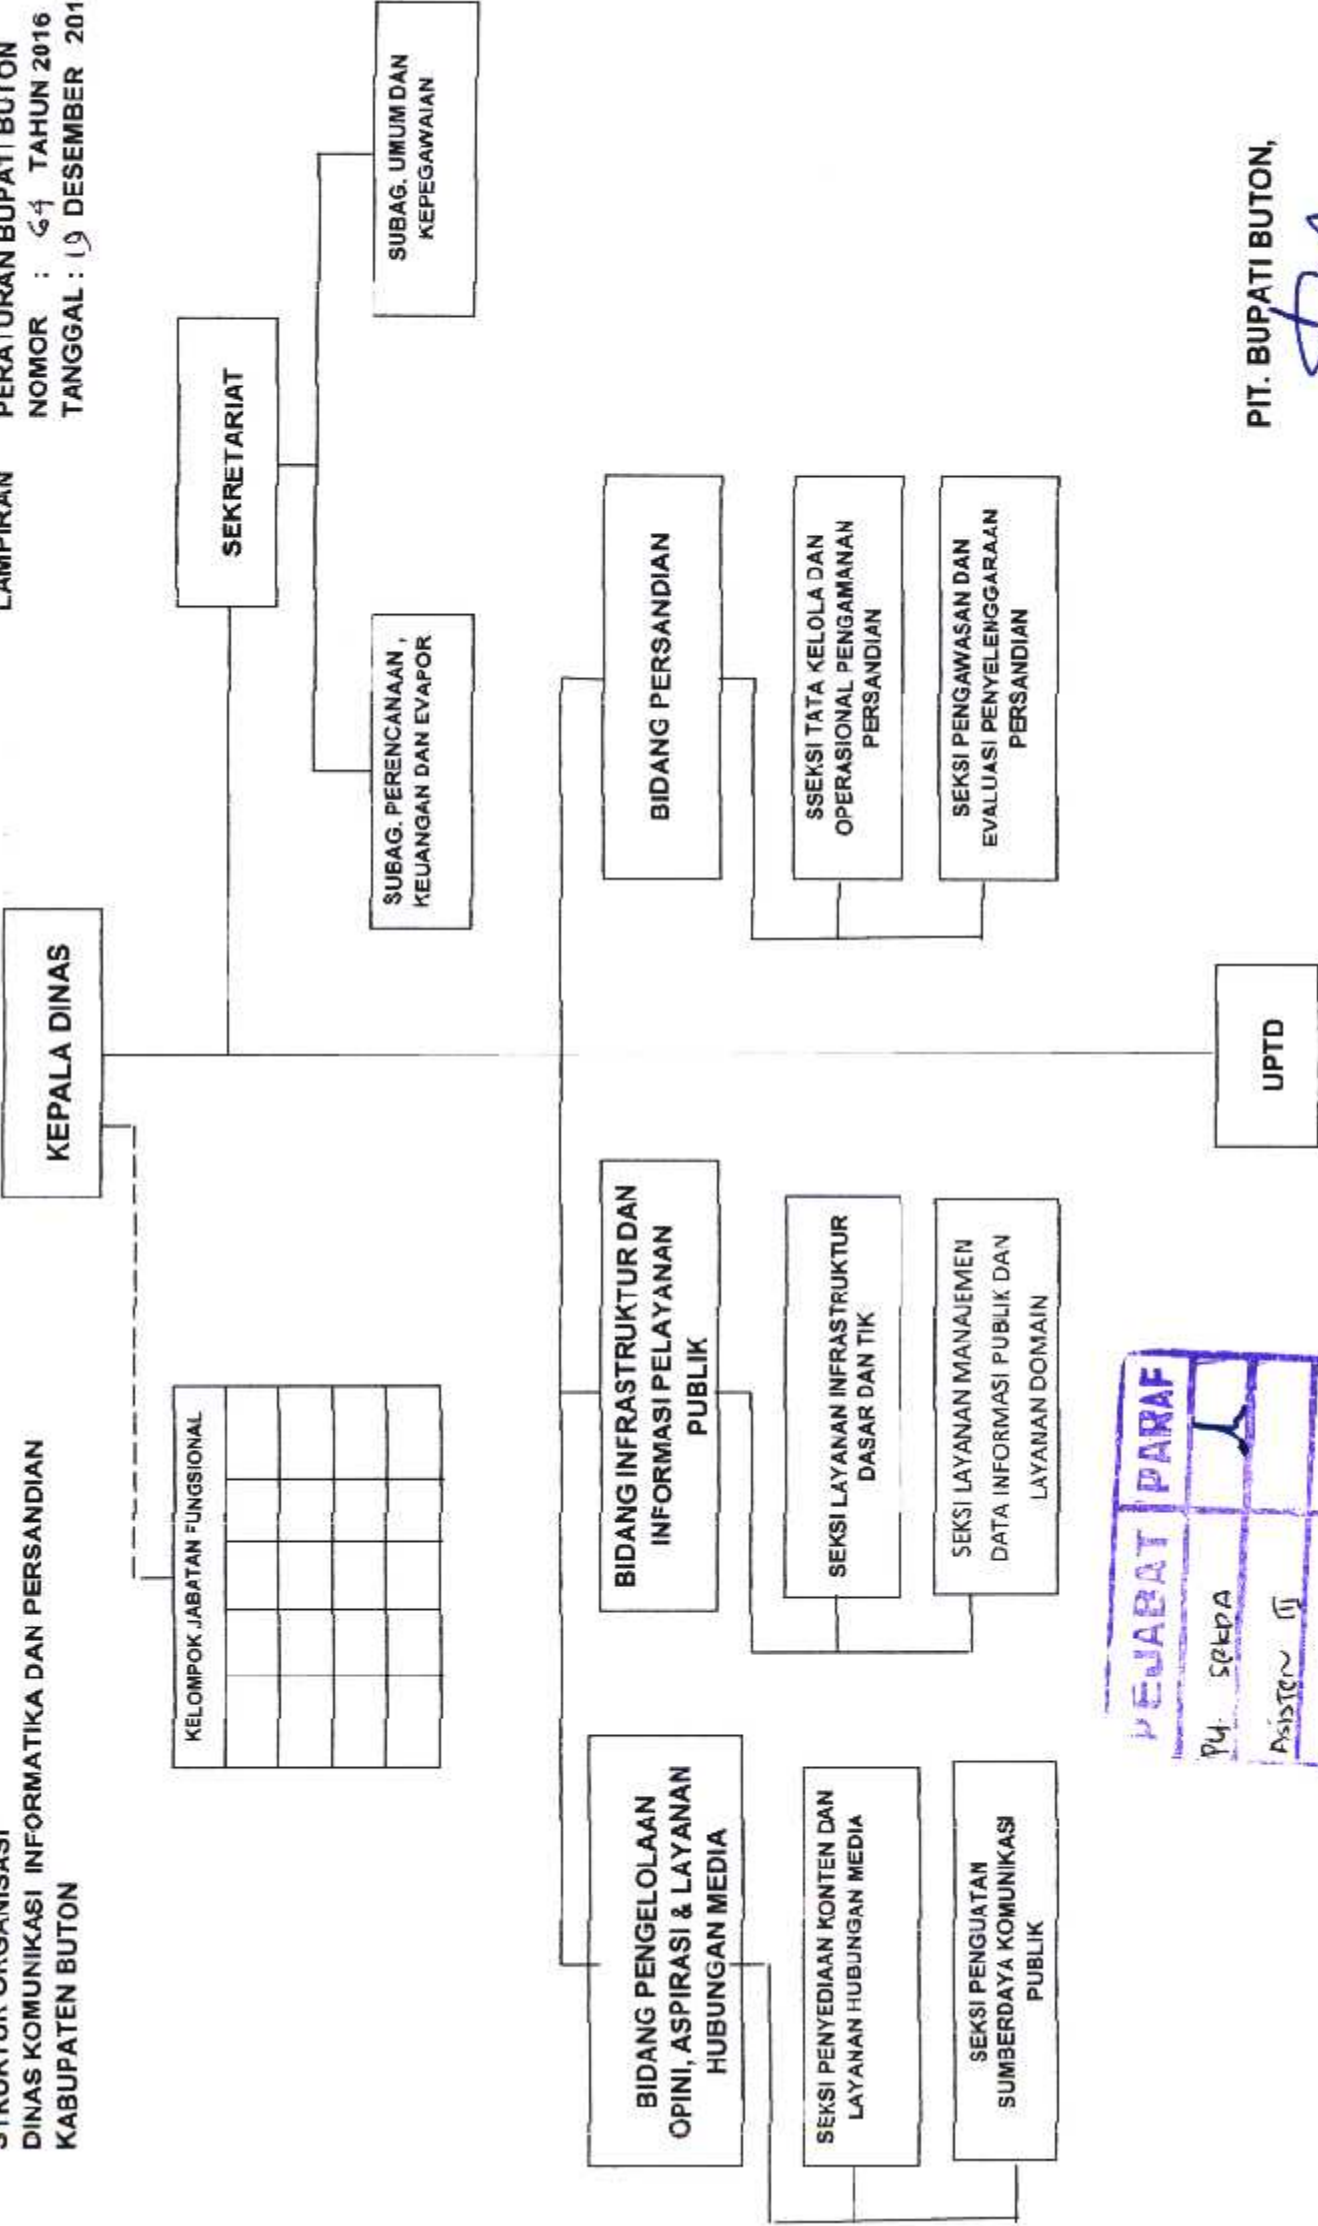 STRUKTUR ORGANISASI
DINAS KOMUNIKASI INFORMATIKA DAN PERSANDIAN
KABUPATEN BUTON
LAMPIRAN
PERATURAN BUPATI BUTON
NOMOR : 64 TAHUN 2016
TANGGAL : 19 DESEMBER 201
KEPALA DINAS
KELOMPOK JABATAN FUNGSIONAL
SEKRETARIAT
SUBAG. PERENCANAAN ,
KEUANGAN DAN EVAPOR
SUBAG. UMUM DAN
KEPEGAWAIAN
BIDANG PENGELOLAAN
OPINI, ASPIRASI & LAYANAN
HUBUNGAN MEDIA
SEKSI PENYEDIAAN KONTEN DAN
LAYANAN HUBUNGAN MEDIA
SEKSI PENGUATAN
SUMBERDAYA KOMUNIKASI
PUBLIK
BIDANG INFRASTRUKTUR DAN
INFORMASI PELAYANAN
PUBLIK
SEKSI LAYANAN INFRASTRUKTUR
DASAR DAN TIK
SEKSI LAYANAN MANAJEMEN
DATA INFORMASI PUBLIK DAN
LAYANAN DOMAIN
BIDANG PERSANDIAN
SSEKSI TATA KELOLA DAN
OPERASIONAL PENGAMANAN
PERSANDIAN
SEKSI PENGAWASAN DAN
EVALUASI PENYELENGGARAAN
PERSANDIAN
UPTD
PEJABAT PARAF
SEKDA
Asisten III
PIT. BUPATI BUTON,